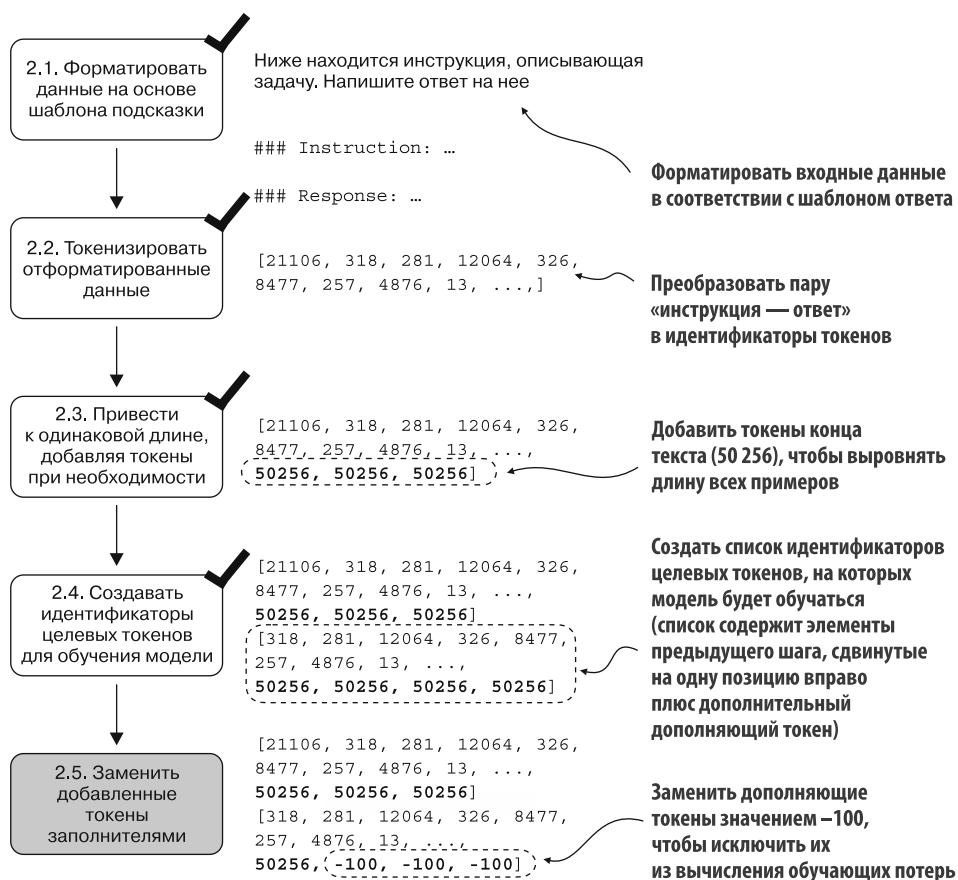 2.1. Форматировать
данные на основе
шаблона подсказки
Ниже находится инструкция, описывающая
задачу. Напишите ответ на нее
### Instruction: …
### Response: …
Форматировать входные данные
в соответствии с шаблоном ответа
2.2. Токенизировать
отформатированные
данные
[21106, 318, 281, 12064, 326,
8477, 257, 4876, 13, ...,]
Преобразовать пару
«инструкция — ответ»
в идентификаторы токенов
2.3. Привести
к одинаковой длине,
добавляя токены
при необходимости
[21106, 318, 281, 12064, 326,
8477, 257, 4876, 13, ...,
50256, 50256, 50256]
Добавить токены конца
текста (50 256), чтобы выровнять
длину всех примеров
2.4. Создавать
идентификаторы
целевых токенов
для обучения модели
[21106, 318, 281, 12064, 326,
8477, 257, 4876, 13, ...,
50256, 50256, 50256]
[318, 281, 12064, 326, 8477,
257, 4876, 13, ...,
50256, 50256, 50256, 50256]
Создать список идентификаторов
целевых токенов, на которых
модель будет обучаться
(список содержит элементы
предыдущего шага, сдвинутые
на одну позицию вправо
плюс дополнительный
дополняющий токен)
2.5. Заменить
добавленные
токены
заполнителями
[21106, 318, 281, 12064, 326,
8477, 257, 4876, 13, ...,
50256, 50256, 50256]
[318, 281, 12064, 326, 8477,
257, 4876, 13, ...,
50256, -100, -100, -100]
Заменить дополняющие
токены значением –100,
чтобы исключить их
из вычисления обучающих потерь